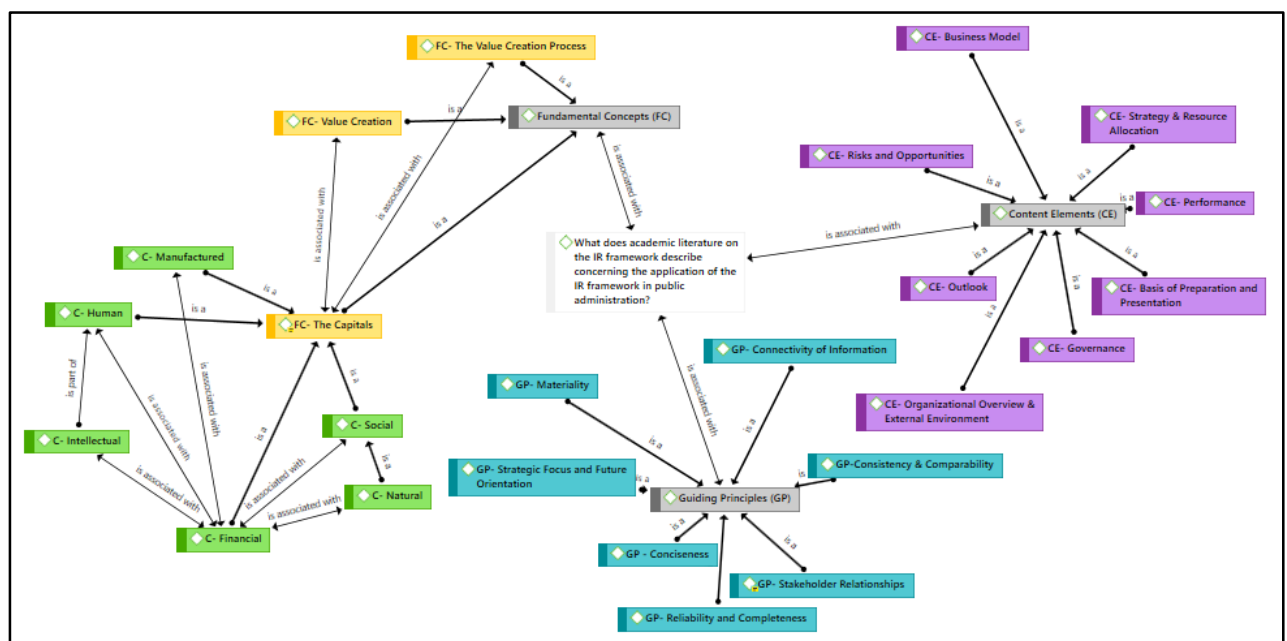 CE- Business Model
FC- The Value Creation Process
is a
is a
FC- Value Creation
Fundamental Concepts (FC)
is a
CE- Strategy & Resource
Allocation
CE- Risks and Opportunities
is a
is a
is a
CE- Performance
Content Elements (CE)
is associated with
is associated with
is associated with
is a
is associated with
What does academic literature on
the IR framework describe
concerning the application of the
IR framework in public
administration?
C- Manufactured
is a
is a
CE- Outlook
is a
CE- Basis of Preparation and
Presentation
is a
is a
C- Human
is a
FC- The Capitals
CE- Governance
GP- Connectivity of Information
is part of
is associated with
is associated with
is a
is a
GP- Materiality
is associated with
CE- Organizational Overview &
External Environment
C- Intellectual
C- Social
is a
is a
is associated with
is associated with
is a
GP- Strategic Focus and Future
Orientation
is a
GP-Consistency & Comparability
is
C- Natural
is associated with
Guiding Principles (GP)
C- Financial
is a
is a
GP - Conciseness
GP- Stakeholder Relationships
GP- Reliability and Completeness